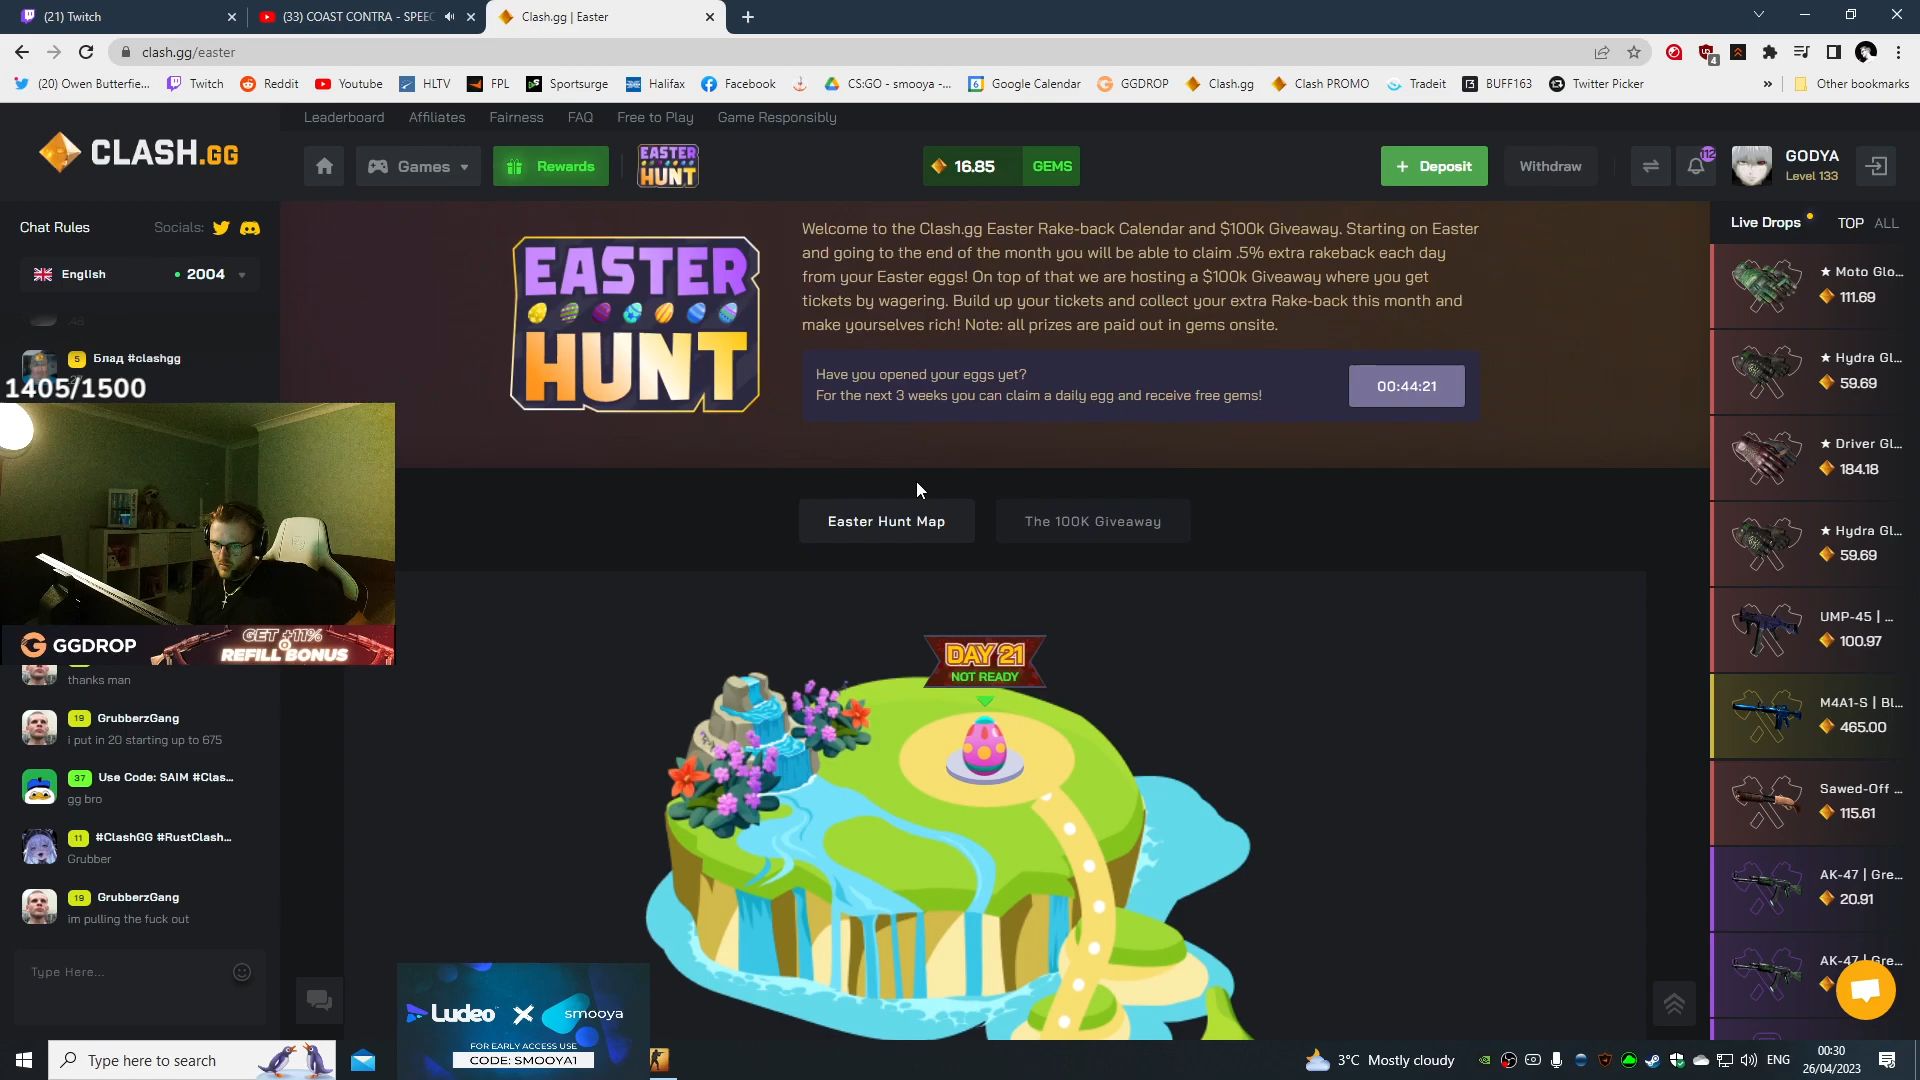 (21) Twitch
(33) COAST CONTRA - SPEEC
Clash.gg | Easter
clash.gg/easter
4
(20) Owen Butterfie...
Twitch
Reddit
Youtube
HLTV
FPL
Sportsurge
Halifax
Facebook
CS:GO - smooya -...
6
Google Calendar
GGDROP
Clash.gg
Clash PROMO
Tradeit
BUFF163
Twitter Picker
»
Other bookmarks
Leaderboard
Affiliates
Fairness
FAQ
Free to Play
Game Responsibly
CLASH.GG
Games
Rewards
EASTER
HUNT
16.85
GEMS
+ Deposit
Withdraw
112
GODYA
Level 133
Chat Rules
Socials:
English
2004
.46
5 Блад #clashgg
1405/1500
GGDROP
GET +11%
REFILL BONUS
thanks man
19 GrubberzGang
i put in 20 starting up to 675
37 Use Code: SAIM #Clas...
gg bro
11 #ClashGG #RustClash...
Grubber
19 GrubberzGang
im pulling the fuck out
Type Here...
EASTER
HUNT
Welcome to the Clash.gg Easter Rake-back Calendar and $100k Giveaway. Starting on Easter
and going to the end of the month you will be able to claim .5% extra rakeback each day
from your Easter eggs! On top of that we are hosting a $100k Giveaway where you get
tickets by wagering. Build up your tickets and collect your extra Rake-back this month and
make yourselves rich! Note: all prizes are paid out in gems onsite.
Have you opened your eggs yet?
For the next 3 weeks you can claim a daily egg and receive free gems!
00:44:21
Easter Hunt Map
The 100K Giveaway
DAY 21
NOT READY
Live Drops
TOP
ALL
★ Moto Glo...
111.69
★ Hydra Gl...
59.69
★ Driver Gl...
184.18
★ Hydra Gl...
59.69
UMP-45 | ...
100.97
M4A1-S | Bl...
465.00
Sawed-Off ...
115.61
AK-47 | Gre...
20.91
AK-47 | Gre...
Ludeo X smooya
FOR EARLY ACCESS USE
CODE: SMOOYA1
Type here to search
3°C Mostly cloudy
ENG
00:30
26/04/2023